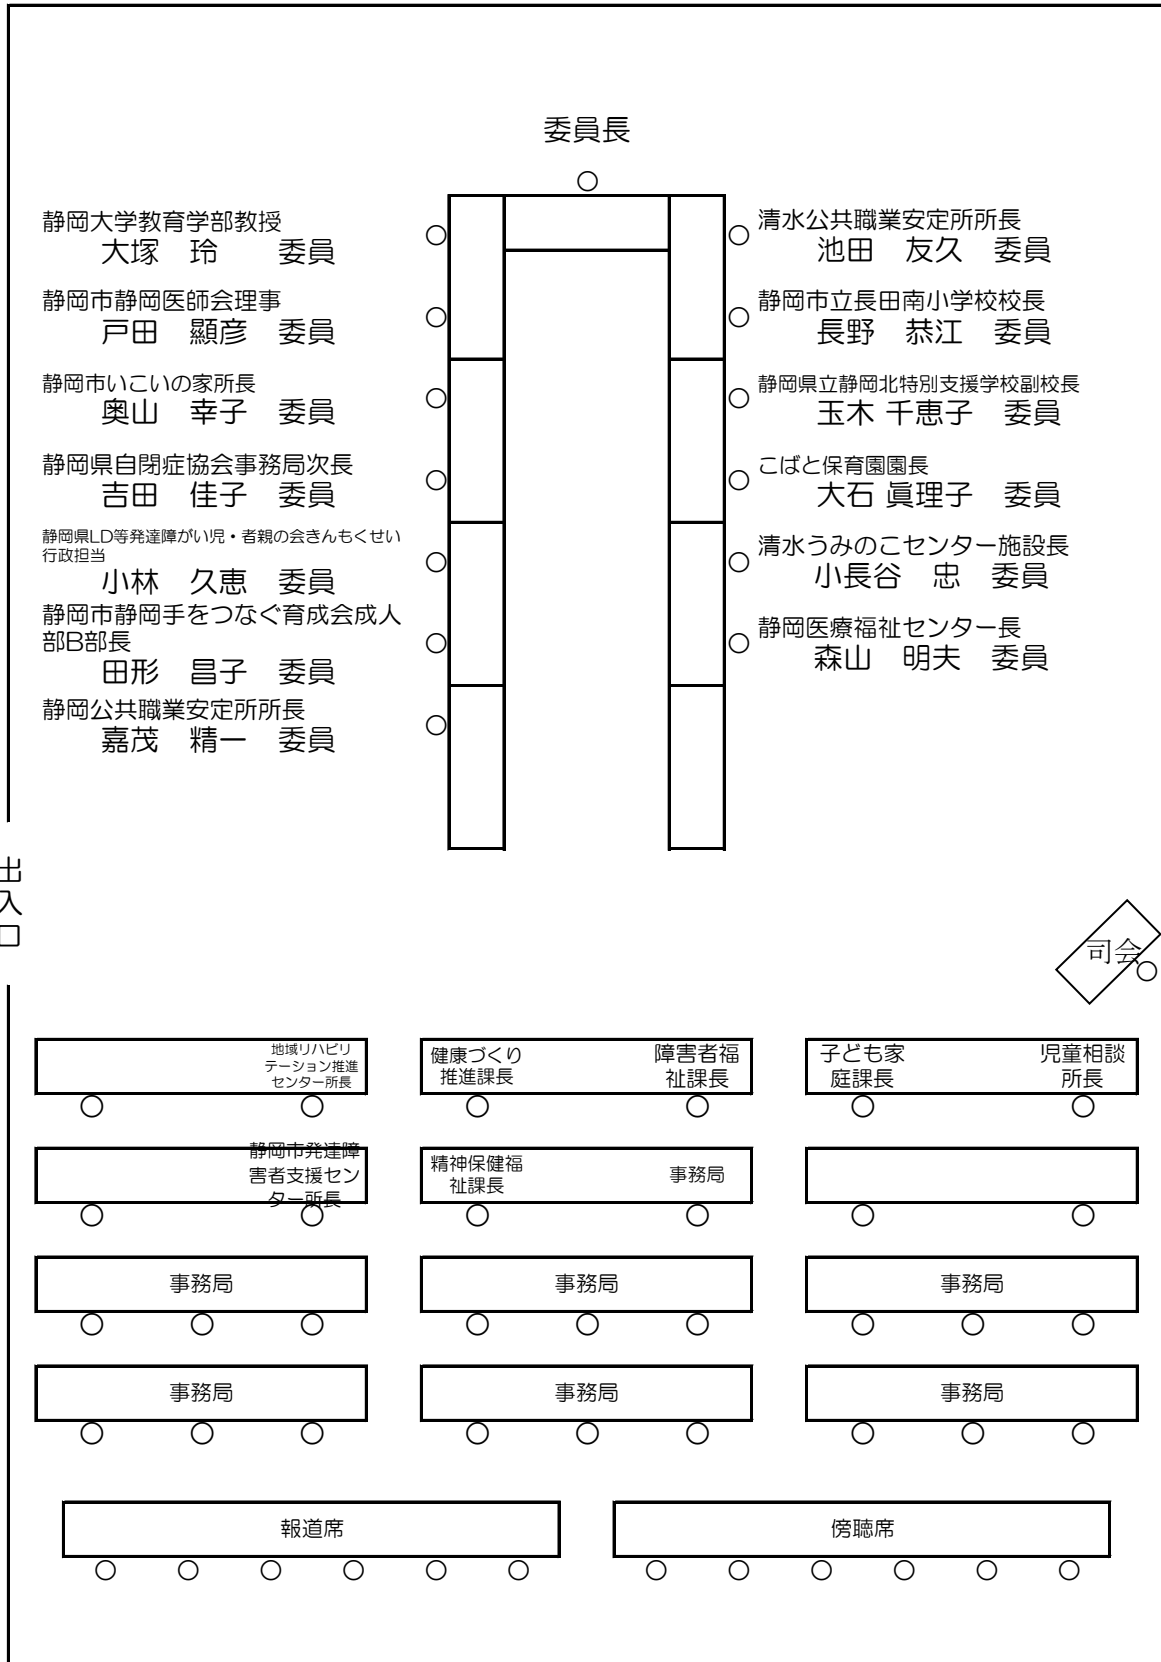 委員長
静岡大学教育学部教授
大塚　玲　　委員
静岡市静岡医師会理事
戸田　顯彦　委員
静岡市いこいの家所長
奥山　幸子　委員
静岡県自閉症協会事務局次長
吉田　佳子　委員
静岡県LD等発達障がい児・者親の会きんもくせい
行政担当
小林　久恵　委員
静岡市静岡手をつなぐ育成会成人
部B部長
田形　昌子　委員
静岡公共職業安定所所長
嘉茂　精一　委員
清水公共職業安定所所長
池田　友久　委員
静岡市立長田南小学校校長
長野　恭江　委員
静岡県立静岡北特別支援学校副校長
玉木 千恵子　委員
こばと保育園園長
大石 眞理子　委員
清水うみのこセンター施設長
小長谷　忠　委員
静岡医療福祉センター長
森山　明夫　委員
出入口
司会
地域リハビリ
テーション推進
センター所長
健康づくり
推進課長
障害者福
祉課長
子ども家
庭課長
児童相談
所長
静岡市発達障
害者支援セン
ター所長
精神保健福
祉課長
事務局
事務局
事務局
事務局
事務局
事務局
事務局
報道席
傍聴席